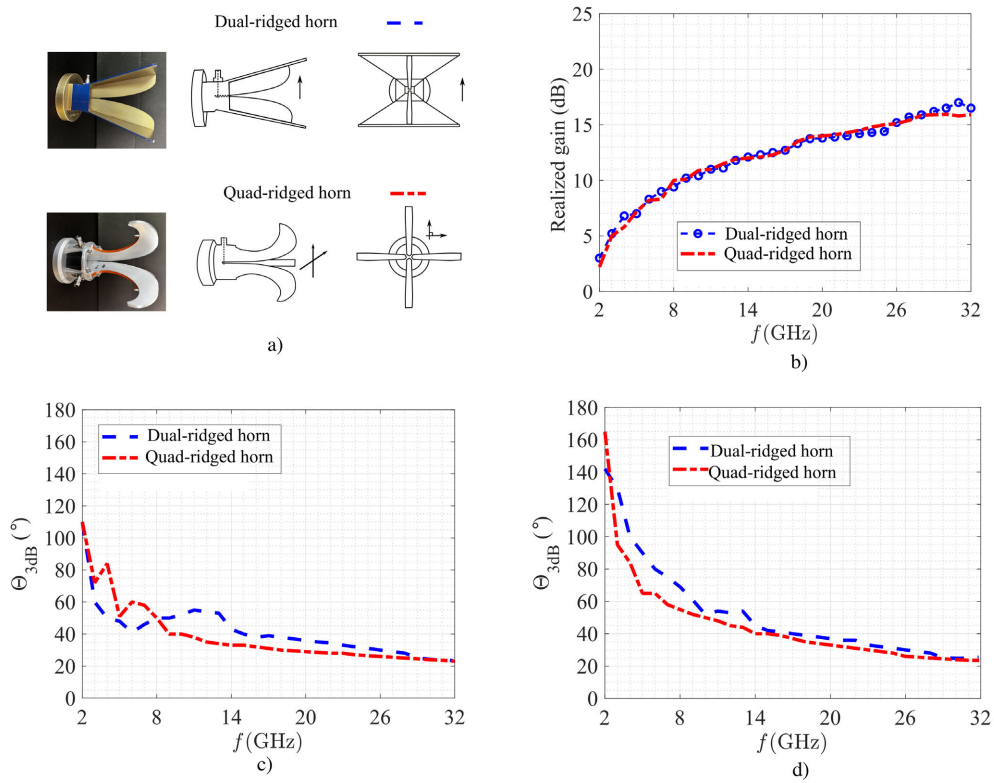 Dual-ridged horn
Quad-ridged horn
a)
25
20
15
10
5
0
Realized gain (dB)
Dual-ridged horn
Quad-ridged horn
2 8 14 20 26 32
f (GHz)
b)
180
160
140
120
100
80
60
40
20
0
Θ3dB (°)
Dual-ridged horn
Quad-ridged horn
2 8 14 20 26 32
f (GHz)
c)
180
160
140
120
100
80
60
40
20
0
Θ3dB (°)
Dual-ridged horn
Quad-ridged horn
2 8 14 20 26 32
f (GHz)
d)